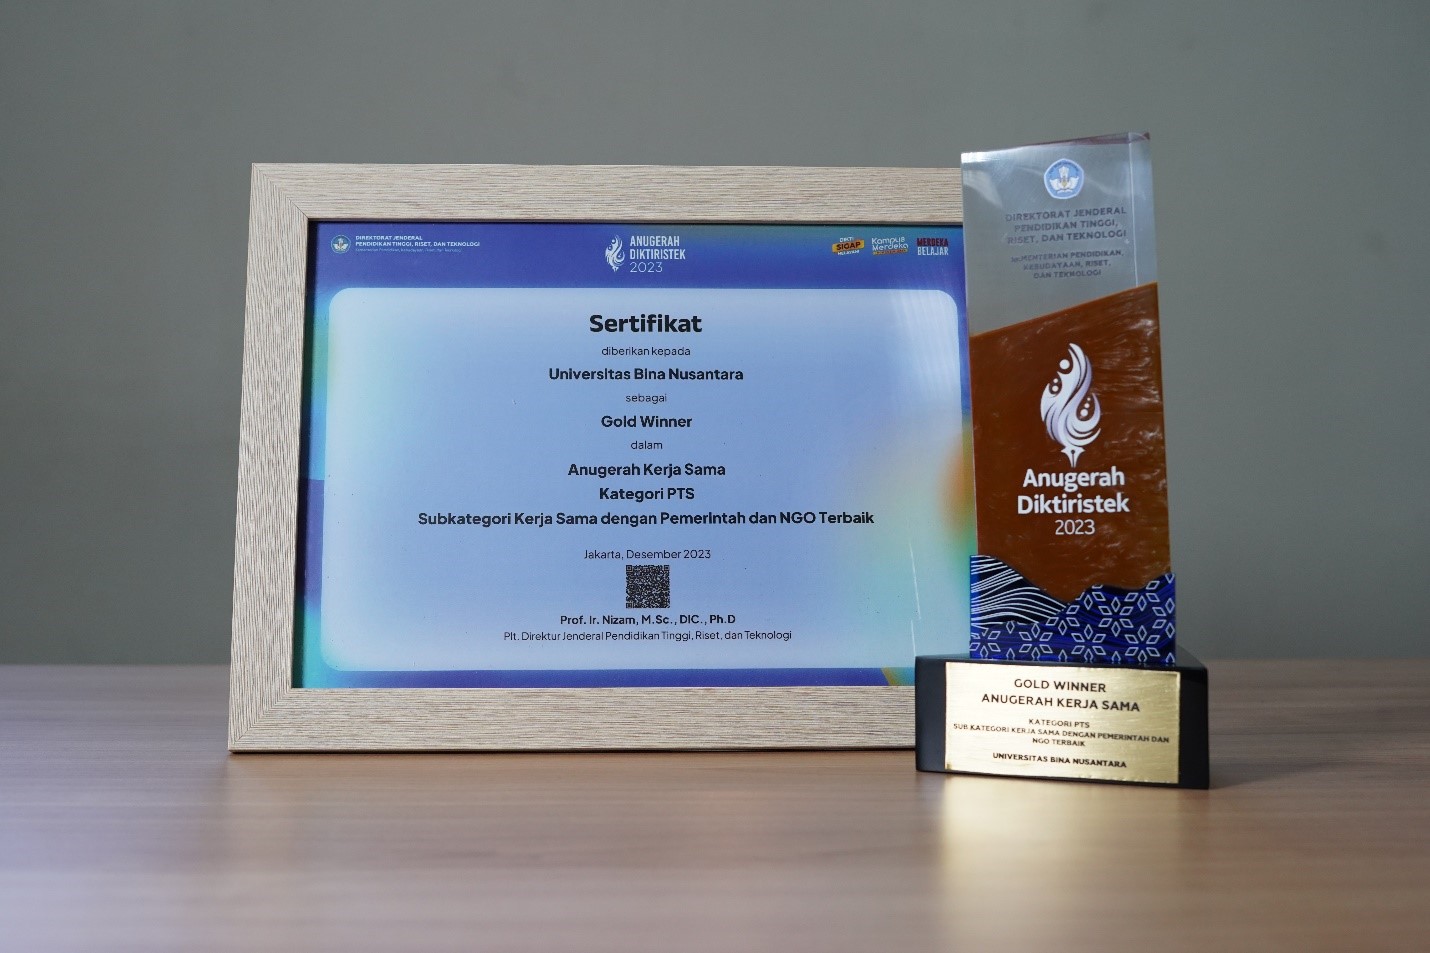 DIREKTORAT JENDERAL
PENDIDIKAN TINGGI, RISET, DAN TEKNOLOGI
ANUGERAH
DIKTIRISTEK
2023
DIKTI
SIGAP
MELAYANI
Kampus
Merdeka
MERDEKA
BELAJAR
Sertifikat
diberikan kepada
Universitas Bina Nusantara
sebagai
Gold Winner
dalam
Anugerah Kerja Sama
Kategori PTS
Subkategori Kerja Sama dengan Pemerintah dan NGO Terbaik
Jakarta, Desember 2023
Prof. Ir. Nizam, M.Sc., DIC., Ph.D
Plt. Direktur Jenderal Pendidikan Tinggi, Riset, dan Teknologi
DIREKTORAT JENDERAL
PENDIDIKAN TINGGI,
RISET, DAN TEKNOLOGI
KEMENTERIAN PENDIDIKAN,
KEBUDAYAAN, RISET,
DAN TEKNOLOGI
Anugerah
Diktiristek
2023
GOLD WINNER
ANUGERAH KERJA SAMA
KATEGORI PTS
SUB KATEGORI KERJA SAMA DENGAN PEMERINTAH DAN
NGO TERBAIK
UNIVERSITAS BINA NUSANTARA